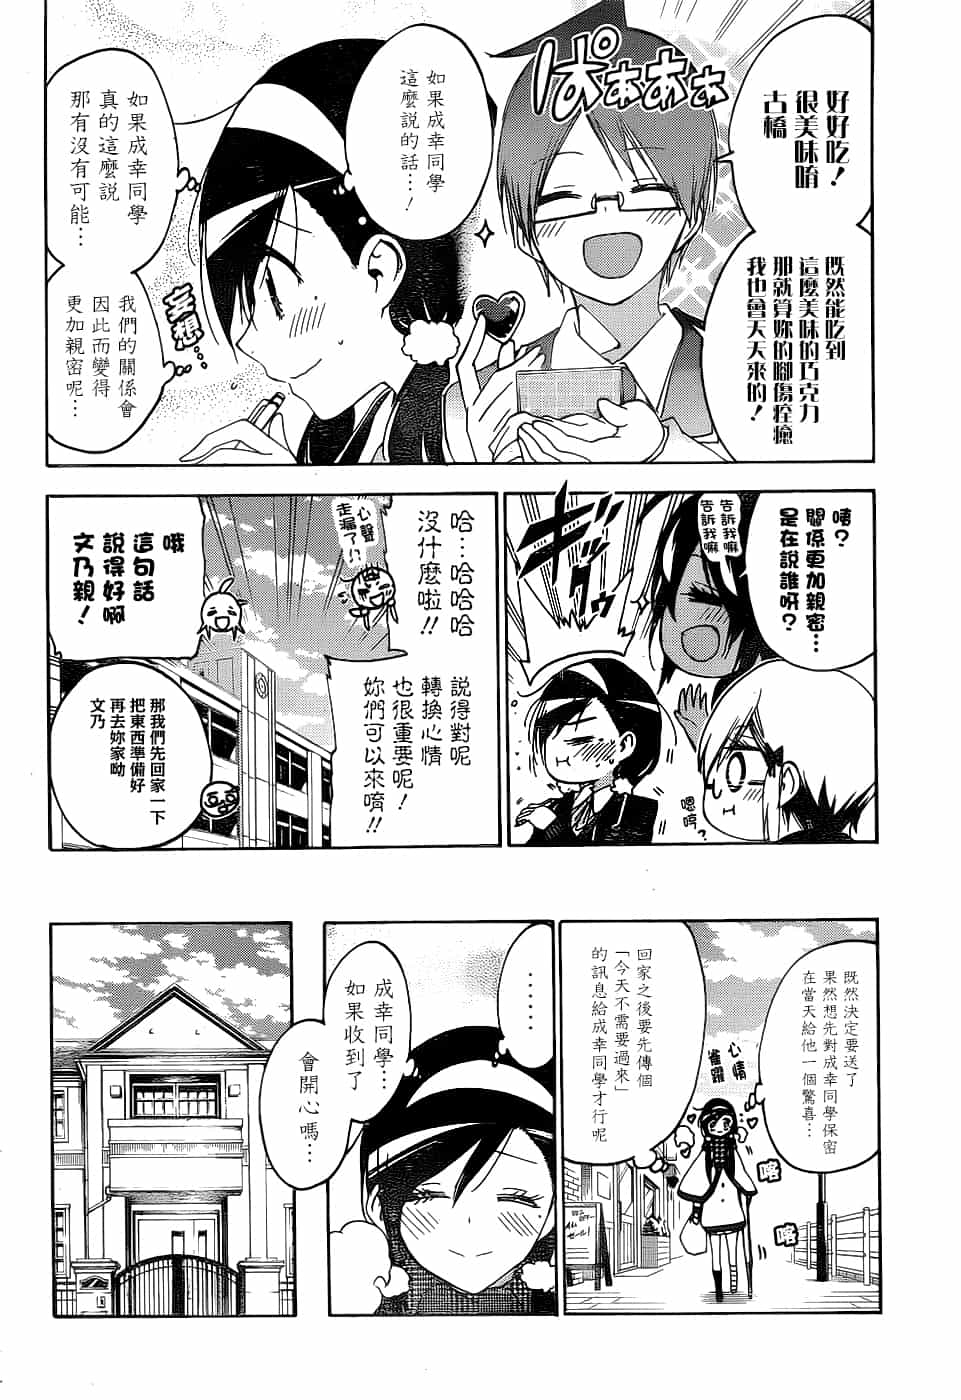 好好吃！
很美味唷
古橋
既然能吃到
這麼美味的巧克力
那就算妳的腳傷痊癒
我也會天天來的！
ぱぁぁあぁ
如果成幸同學
這麼說的話…！
如果成幸同學
真的這麼說
那有沒有可能…
我們的關係會
因此而變得
更加親密呢…
妄想…
咦？
關係更加親密…
是在說誰呀？
告訴我嘛
告訴我嘛
嗯哼？
哈…哈哈哈
沒什麼啦!!
說得對呢
轉換心情
也很重要呢！
妳們可以來唷!!
心聲
走漏了!?
哦
這句話
說得好啊
文乃親！
那我們先回家一下
把東西準備好
再去妳家呦
文乃
既然決定要送了
果然想先對成幸同學保密
在當天給他一個驚喜…
回家之後要先傳個
「今天不需要過來」
的訊息給成幸同學才行呢
心情
雀躍
喀
喀
……
成幸同學…
如果收到了
會開心嗎…